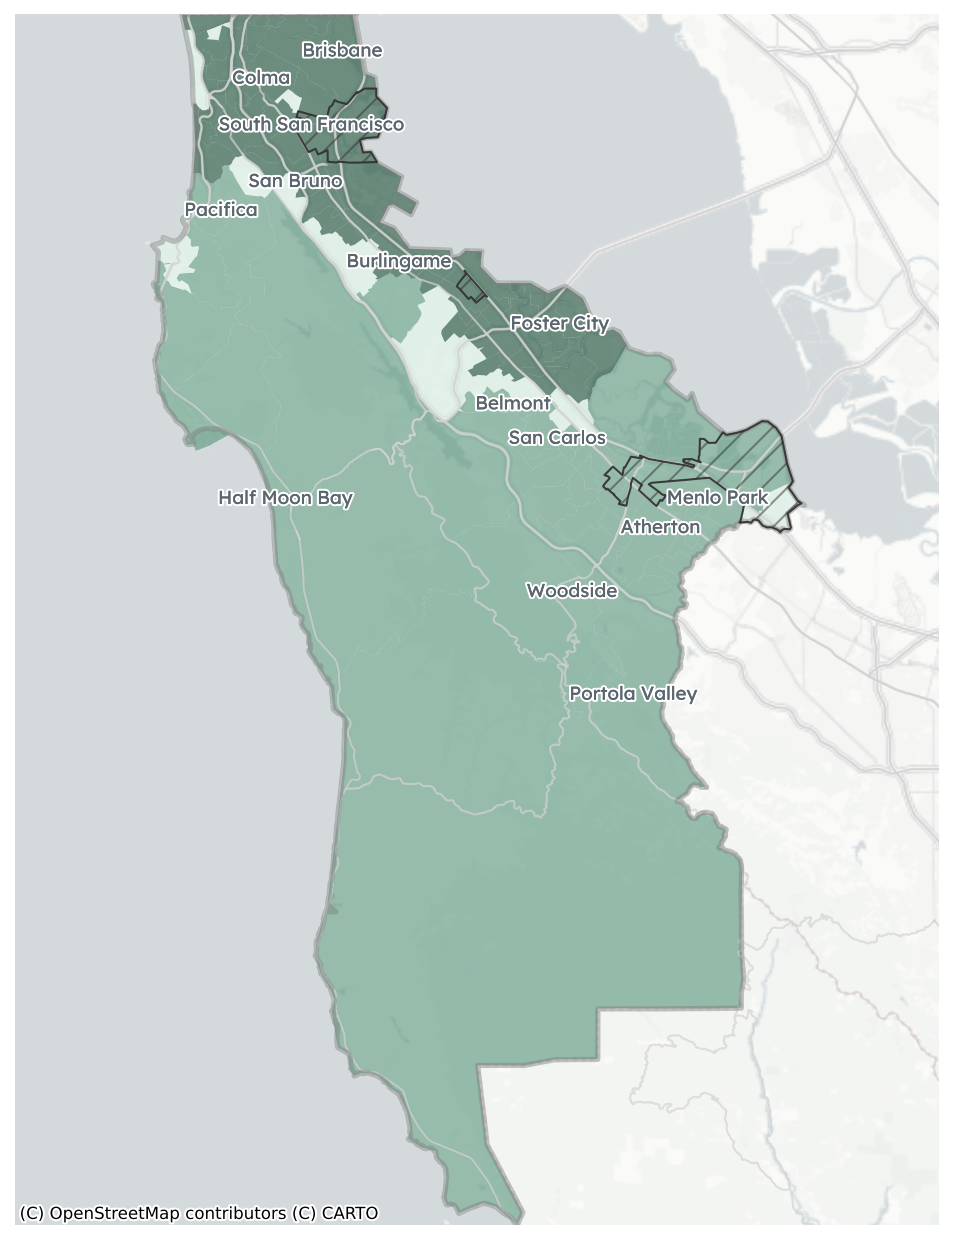 Brisbane
Colma
South San Francisco
San Bruno
Pacifica
Burlingame
Foster City
Belmont
San Carlos
Half Moon Bay
Menlo Park
Atherton
Woodside
Portola Valley
(C) OpenStreetMap contributors (C) CARTO